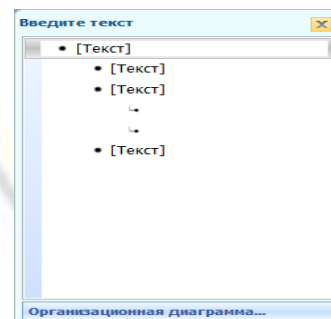 Введите текст
• [Текст]
• [Текст]
• [Текст]
• [Текст]
Организационная диаграмма...